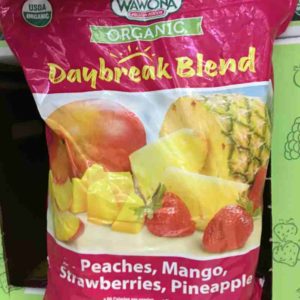 USDA
ORGANIC
WAWONA
ORGANIC
Daybreak Blend
Peaches, Mango,
Strawberries, Pineapple